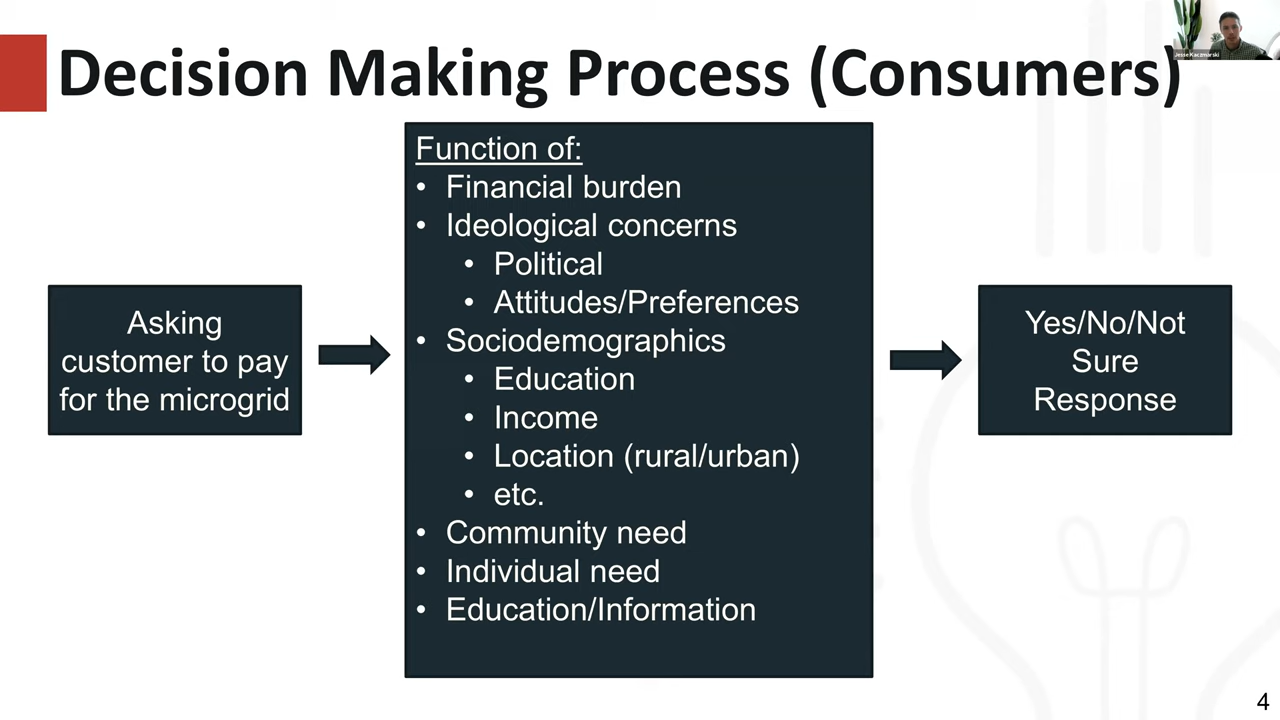 Decision Making Process (Consumers)
Jesse Kaczmarski
Function of:
• Financial burden
• Ideological concerns
• Political
• Attitudes/Preferences
• Sociodemographics
• Education
• Income
• Location (rural/urban)
• etc.
• Community need
• Individual need
• Education/Information
Asking
customer to pay
for the microgrid
Yes/No/Not
Sure
Response
4